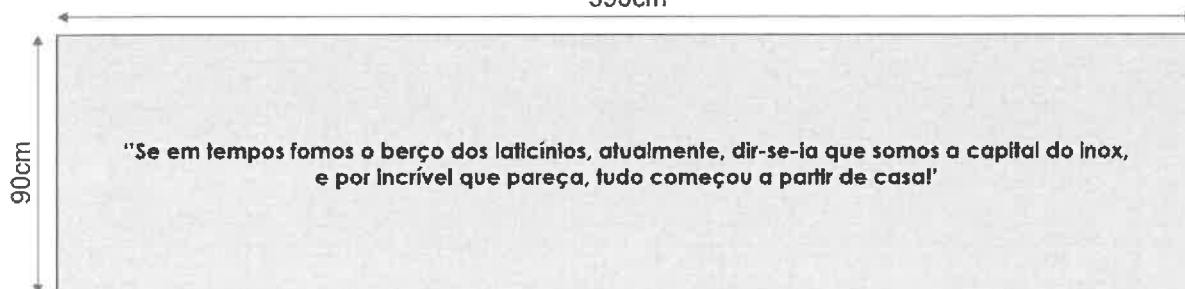 90cm
"Se em tempos fomos o berço dos laticínios, atualmente, dir-se-ia que somos a capital do inox,
e por incrível que pareça, tudo começou a partir de casa!'